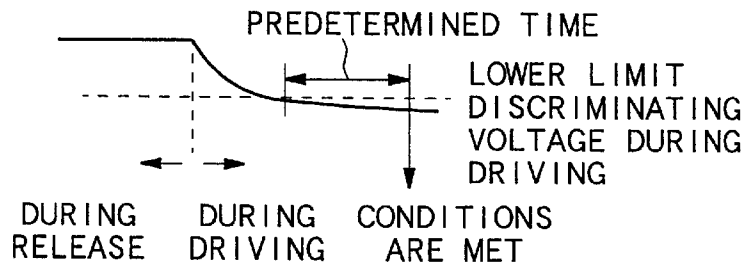 PREDETERMINED TIME
LOWER LIMIT
DISCRIMINATING
VOLTAGE DURING
DRIVING
DURING
RELEASE
DURING
DRIVING
CONDITIONS
ARE MET